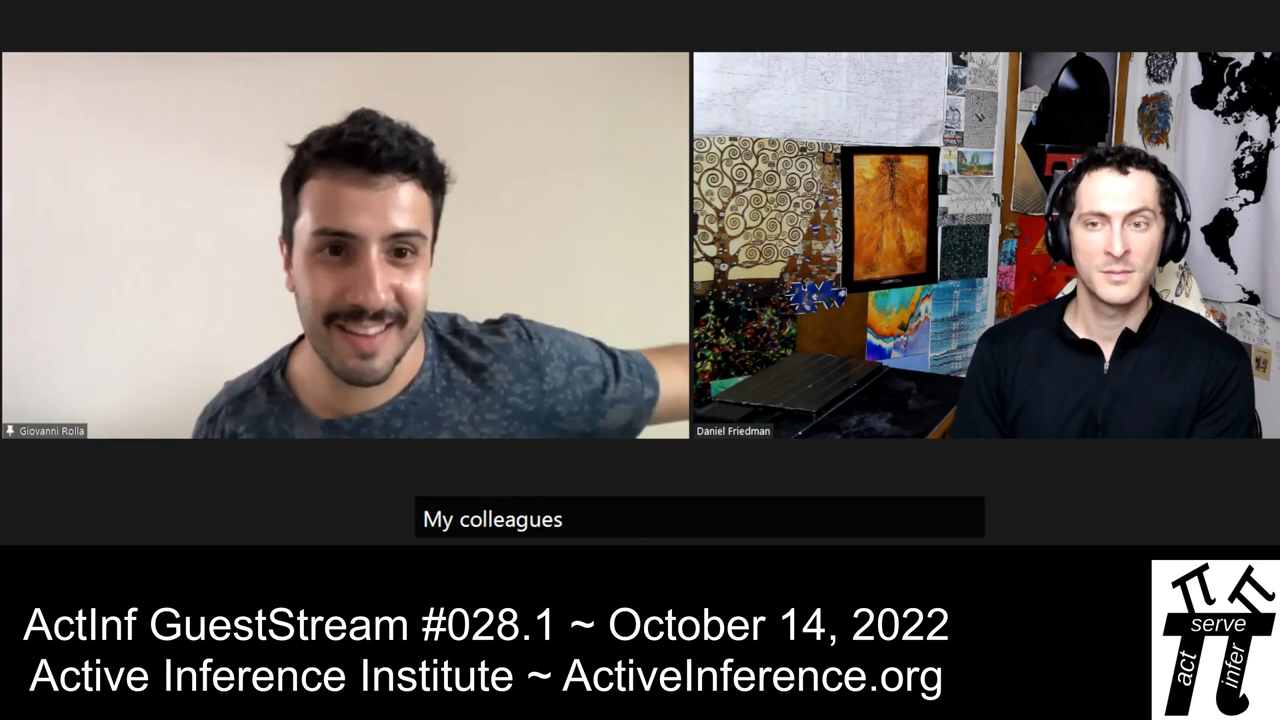 Giovanni Rolla
Daniel Friedman
My colleagues
ActInf GuestStream #028.1 ~ October 14, 2022
Active Inference Institute ~ ActiveInference.org
serve
act
infer